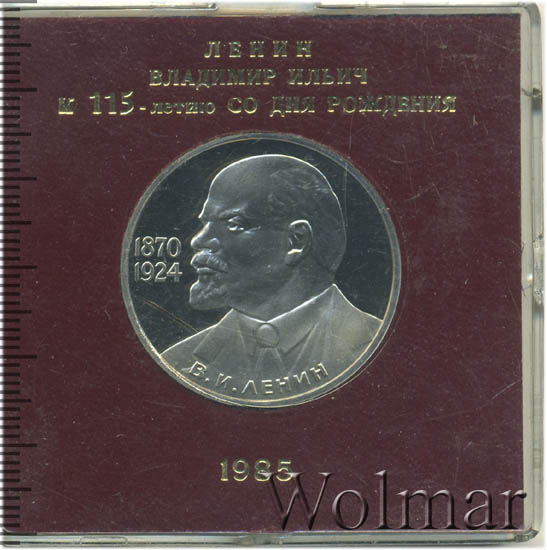 ЛЕНИН
ВЛАДИМИР ИЛЬИЧ
К 115-летию СО ДНЯ РОЖДЕНИЯ
1870
1924
В.И.ЛЕНИН
1985
Wolmar